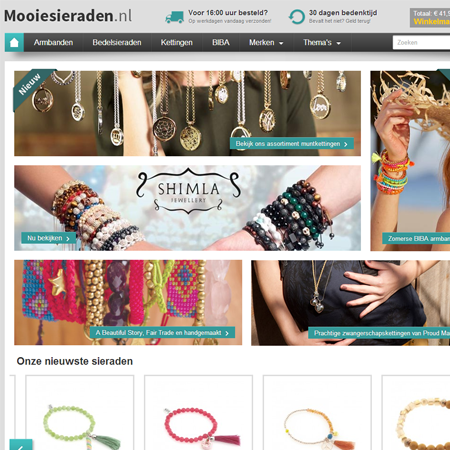 Mooiesieraden.nl
Voor 16:00 uur besteld?
Op werkdagen vandaag verzonden!
30 dagen bedenktijd
Bevalt het niet? Geld terug!
Totaal: € 41,5
Winkelma
Armbanden Bedelsieraden Kettingen BIBA Merken Thema's Zoeken
Nieuw
Bekijk ons assortiment muntkettingen
SHIMLA
JEWELLERY
Nu bekijken
Zomerse BIBA armban
A Beautiful Story, Fair Trade en handgemaakt
Prachtige zwangerschapskettingen van Proud Ma
Onze nieuwste sieraden